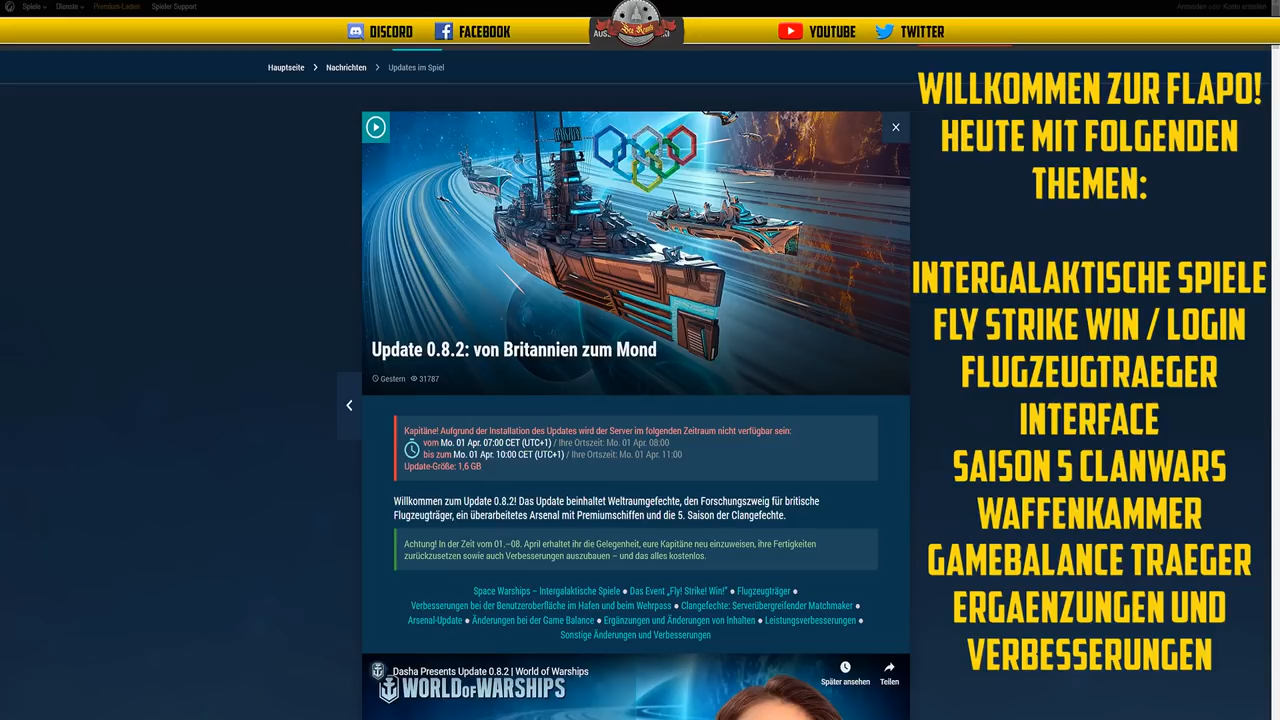 Spiele
Dienste
Premium-Laden
Spieler Support
Anmelden oder Konto erstellen
DISCORD
FACEBOOK
YOUTUBE
TWITTER
Hauptseite
Nachrichten
Updates im Spiel
Update 0.8.2: von Britannien zum Mond
Gestern 31787
Kapitäne! Aufgrund der Installation des Updates wird der Server im folgenden Zeitraum nicht verfügbar sein:
vom Mo. 01 Apr. 07:00 CET (UTC+1) / Ihre Ortszeit: Mo. 01 Apr. 08:00
bis zum Mo. 01 Apr. 10:00 CET (UTC+1) / Ihre Ortszeit: Mo. 01 Apr. 11:00
Update-Größe: 1,6 GB
Willkommen zum Update 0.8.2! Das Update beinhaltet Weltraumgefechte, den Forschungszweig für britische
Flugzeugträger, ein überarbeitetes Arsenal mit Premiumschiffen und die 5. Saison der Clangefechte.
Achtung! In der Zeit vom 01.–08. April erhaltet ihr die Gelegenheit, eure Kapitäne neu einzuweisen, ihre Fertigkeiten
zurückzusetzen sowie auch Verbesserungen auszubauen – und das alles kostenlos.
Space Warships – Intergalaktische Spiele ● Das Event „Fly! Strike! Win!" ● Flugzeugträger ●
Verbesserungen bei der Benutzeroberfläche im Hafen und beim Wehrpass ● Clangefechte: Serverübergreifender Matchmaker ●
Arsenal-Update ● Änderungen bei der Game Balance ● Ergänzungen und Änderungen von Inhalten ● Leistungsverbesserungen ●
Sonstige Änderungen und Verbesserungen
Dasha Presents Update 0.8.2 | World of Warships
WORLD OF WARSHIPS
Später ansehen
Teilen
WILLKOMMEN ZUR FLAPO!
HEUTE MIT FOLGENDEN
THEMEN:
INTERGALAKTISCHE SPIELE
FLY STRIKE WIN / LOGIN
FLUGZEUGTRAEGER
INTERFACE
SAISON 5 CLANWARS
WAFFENKAMMER
GAMEBALANCE TRAEGER
ERGAENZUNGEN UND
VERBESSERUNGEN